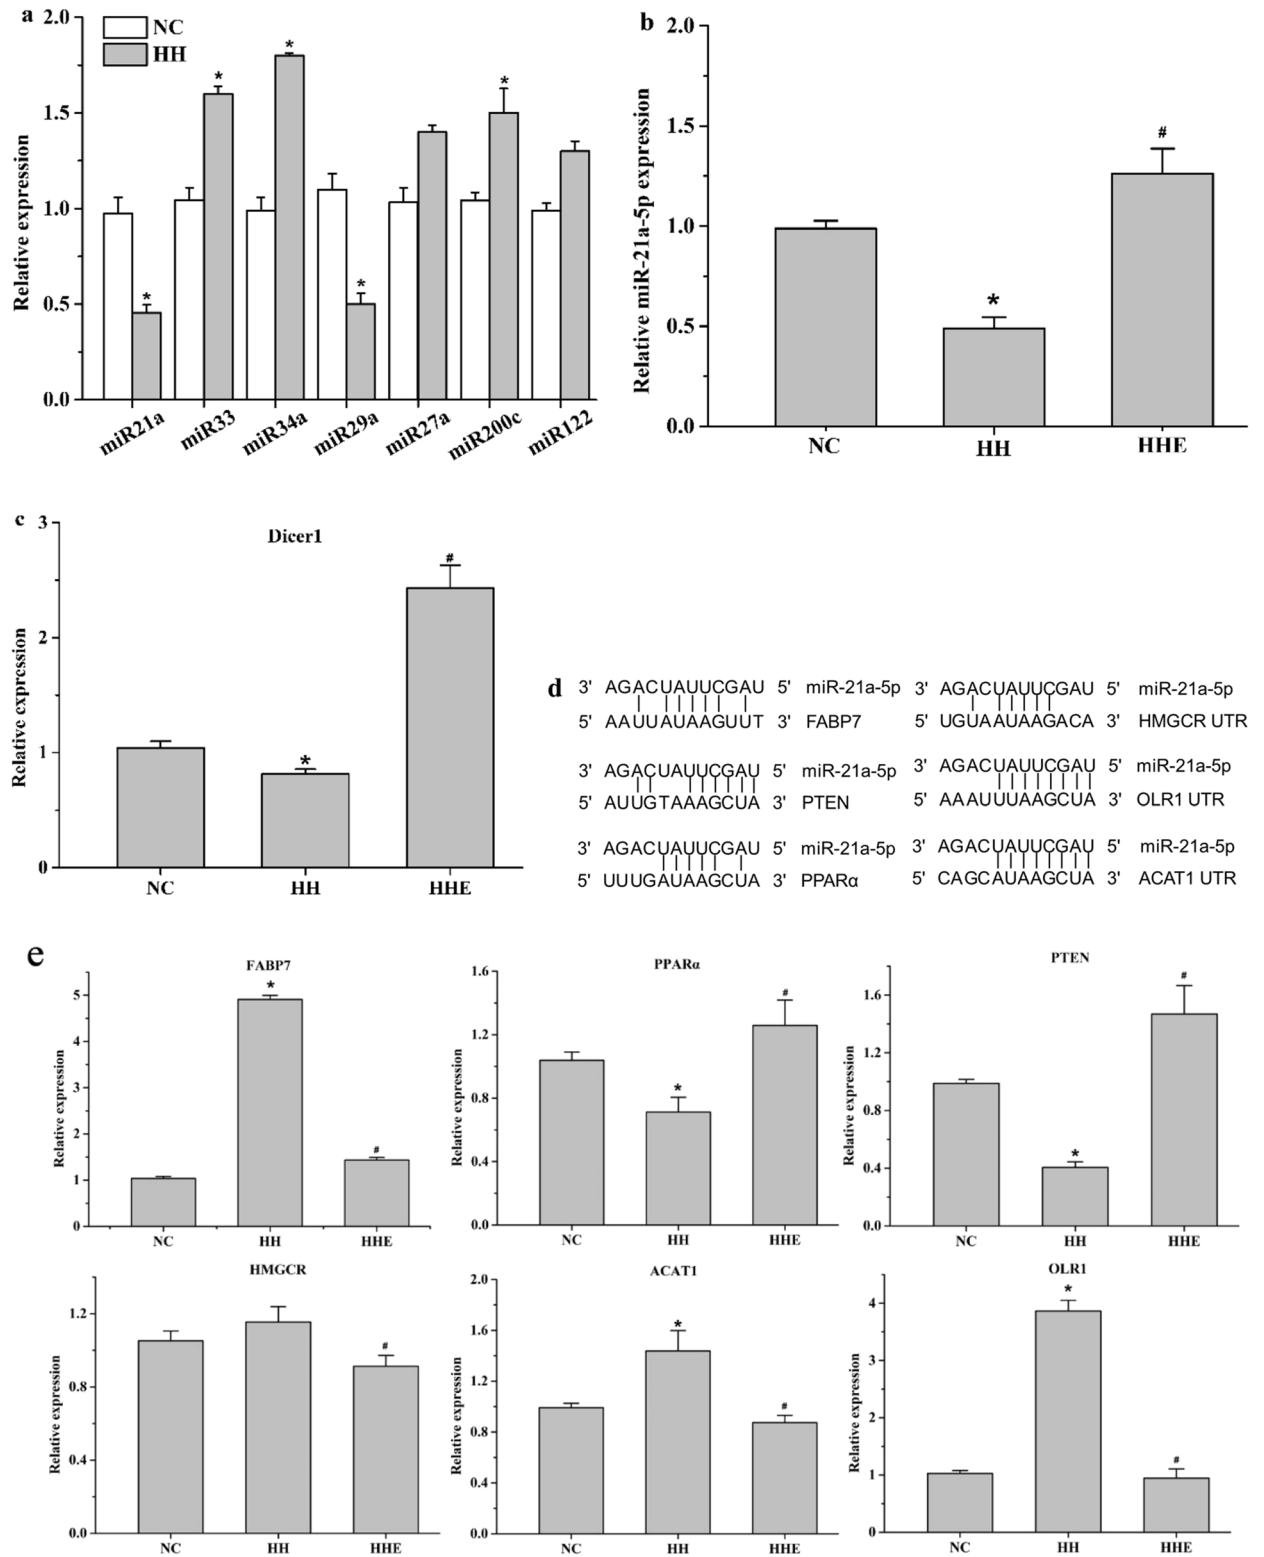 a
NC
HH
Relative expression
2.0
1.5
1.0
0.5
0.0
*
*
*
*
*
miR21a
miR33
miR34a
miR29a
miR27a
miR200c
miR122
b
Relative miR-21a-5p expression
2.0
1.5
1.0
0.5
0.0
*
#
NC
HH
HHE
c
Dicer1
Relative expression
3
2
1
0
*
#
NC
HH
HHE
d
3' AGACUAUUCGAU 5' miR-21a-5p
5' AAUUAUAAGUUT 3' FABP7
3' AGACUAUUCGAU 5' miR-21a-5p
5' UGUAAUAAGACA 3' HMGCR UTR
3' AGACUAUUCGAU 5' miR-21a-5p
5' AUUGTAAAGCUA 3' PTEN
3' AGACUAUUCGAU 5' miR-21a-5p
5' AAAUUUAAGCUA 3' OLR1 UTR
3' AGACUAUUCGAU 5' miR-21a-5p
5' UUUGAUAAGCUA 3' PPARα
3' AGACUAUUCGAU 5' miR-21a-5p
5' CAGCAUAAGCUA 3' ACAT1 UTR
e
FABP7
Relative expression
5
4
3
2
1
0
*
#
NC
HH
HHE
PPARα
Relative expression
1.6
1.2
0.8
0.4
0.0
*
#
NC
HH
HHE
PTEN
Relative expression
1.6
1.2
0.8
0.4
0.0
*
#
NC
HH
HHE
HMGCR
Relative expression
1.2
0.8
0.4
0.0
#
NC
HH
HHE
ACAT1
Relative expression
2.0
1.6
1.2
0.8
0.4
0.0
*
#
NC
HH
HHE
OLR1
Relative expression
4
3
2
1
0
*
#
NC
HH
HHE